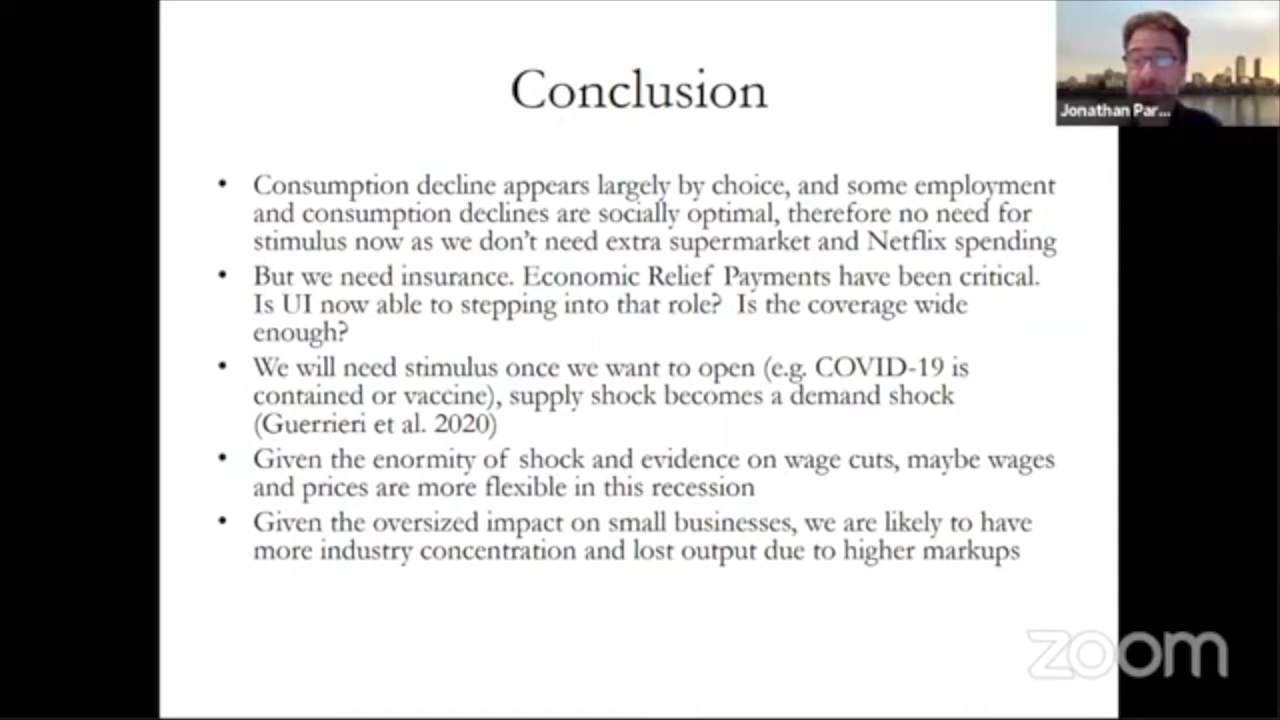 Conclusion
Jonathan Par...
• Consumption decline appears largely by choice, and some employment
and consumption declines are socially optimal, therefore no need for
stimulus now as we don't need extra supermarket and Netflix spending
• But we need insurance. Economic Relief Payments have been critical.
Is UI now able to stepping into that role? Is the coverage wide
enough?
• We will need stimulus once we want to open (e.g. COVID-19 is
contained or vaccine), supply shock becomes a demand shock
(Guerrieri et al. 2020)
• Given the enormity of shock and evidence on wage cuts, maybe wages
and prices are more flexible in this recession
• Given the oversized impact on small businesses, we are likely to have
more industry concentration and lost output due to higher markups
zoom